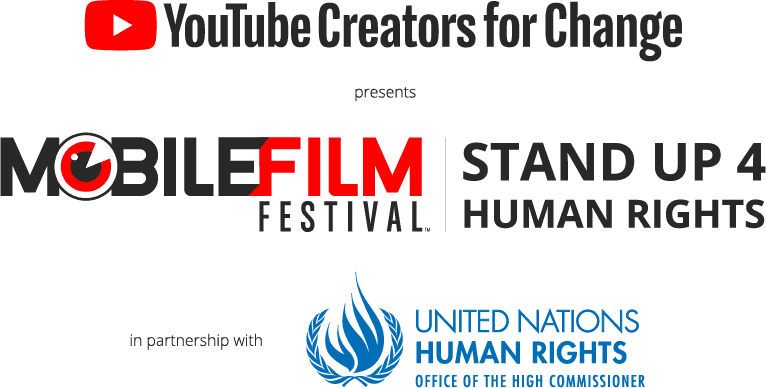 YouTube Creators for Change
presents
MOBILEFILM
FESTIVAL™
STAND UP 4
HUMAN RIGHTS
in partnership with
UNITED NATIONS
HUMAN RIGHTS
OFFICE OF THE HIGH COMMISSIONER